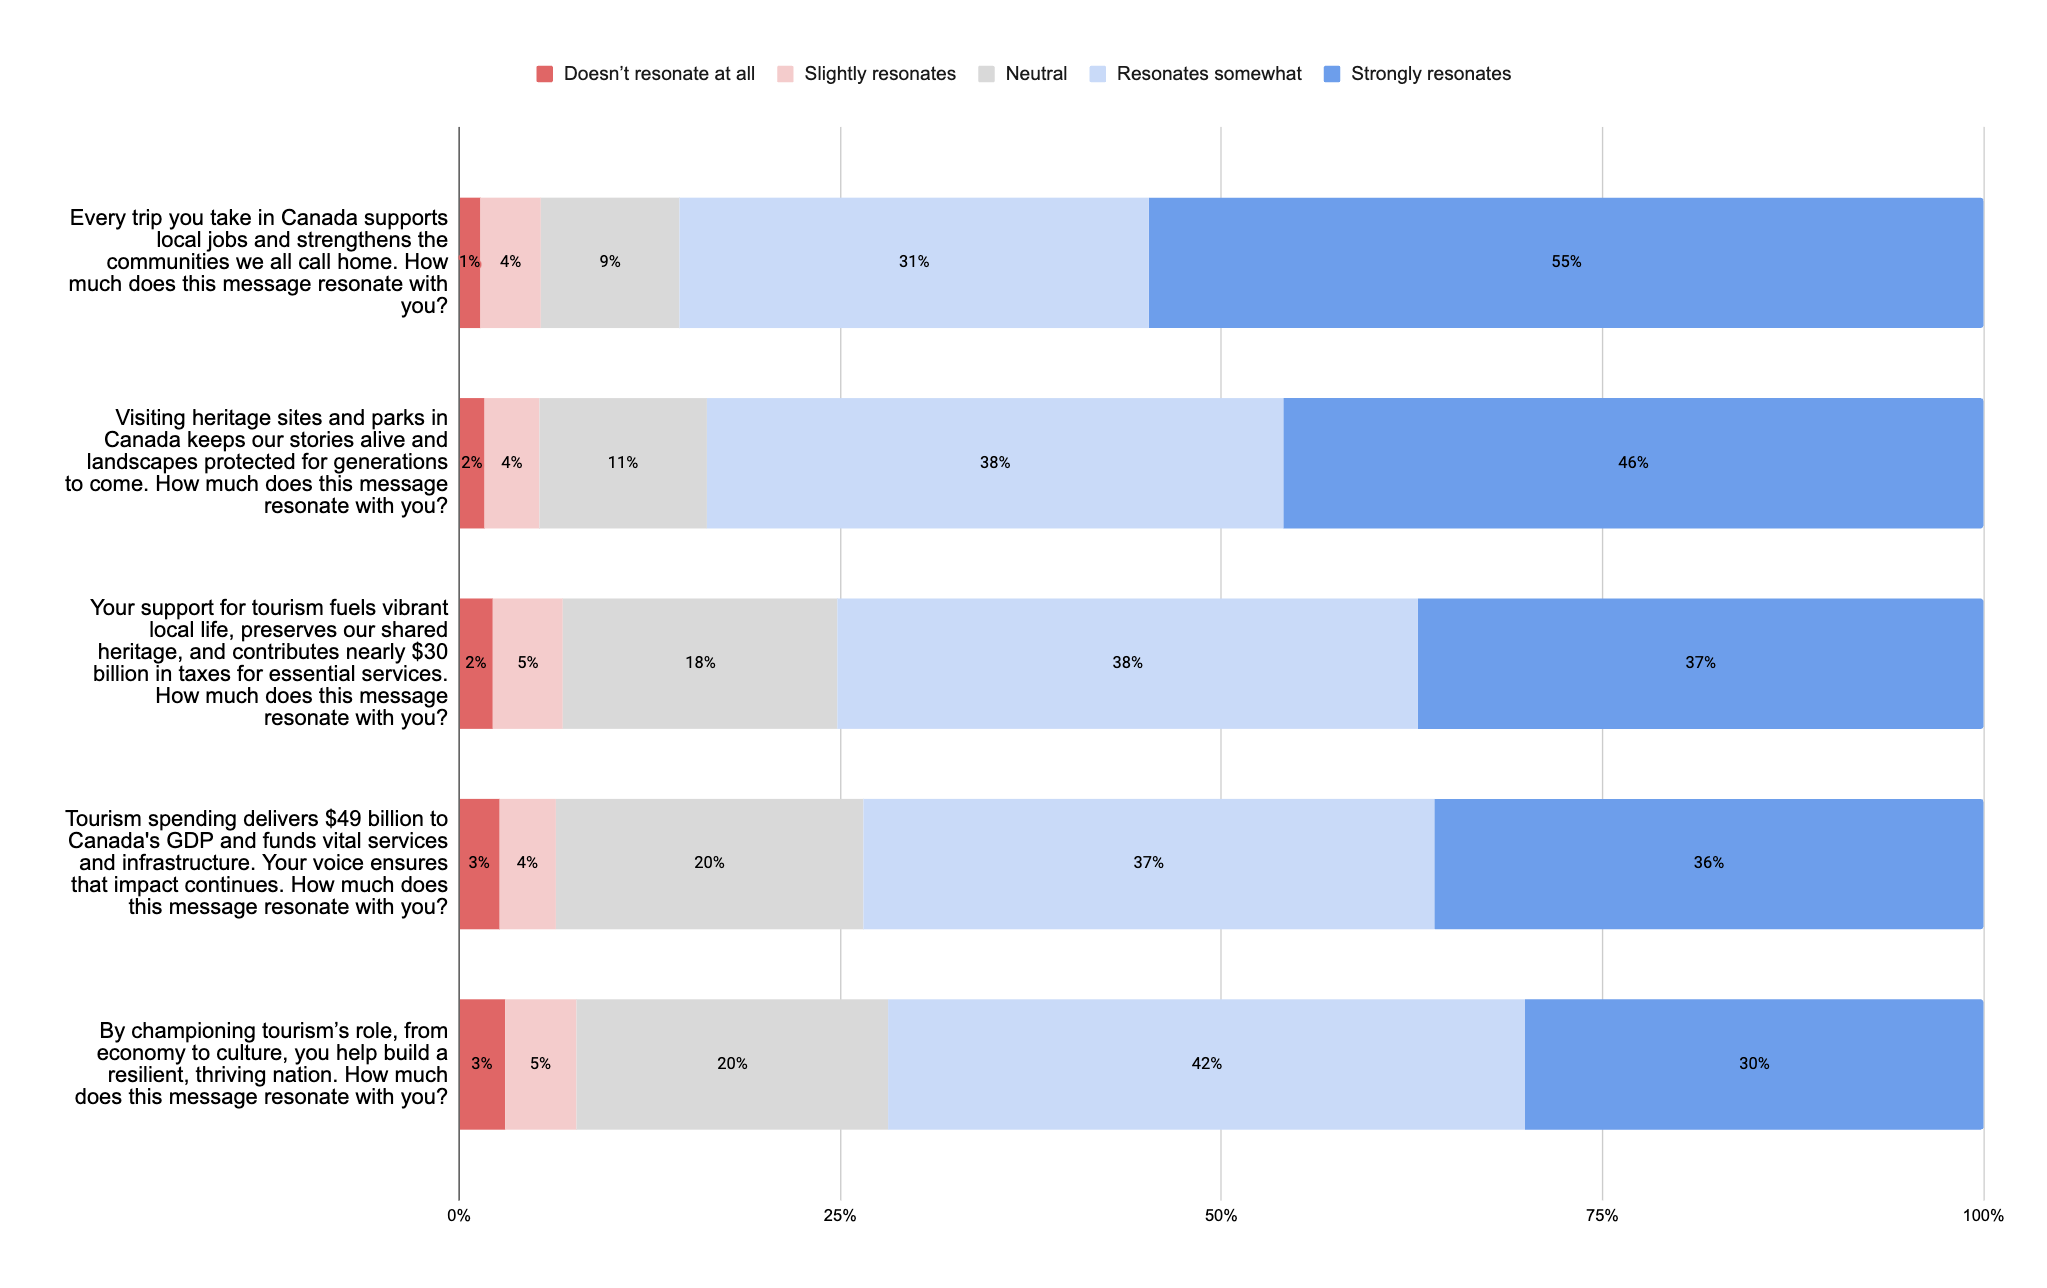 Doesn’t resonate at all Slightly resonates Neutral Resonates somewhat Strongly resonates
Every trip you take in Canada supports
local jobs and strengthens the
communities we all call home. How
much does this message resonate with
you?
1% 4% 9% 31% 55%
Visiting heritage sites and parks in
Canada keeps our stories alive and
landscapes protected for generations
to come. How much does this message
resonate with you?
2% 4% 11% 38% 46%
Your support for tourism fuels vibrant
local life, preserves our shared
heritage, and contributes nearly $30
billion in taxes for essential services.
How much does this message
resonate with you?
2% 5% 18% 38% 37%
Tourism spending delivers $49 billion to
Canada's GDP and funds vital services
and infrastructure. Your voice ensures
that impact continues. How much does
this message resonate with you?
3% 4% 20% 37% 36%
By championing tourism’s role, from
economy to culture, you help build a
resilient, thriving nation. How much
does this message resonate with you?
3% 5% 20% 42% 30%
0% 25% 50% 75% 100%